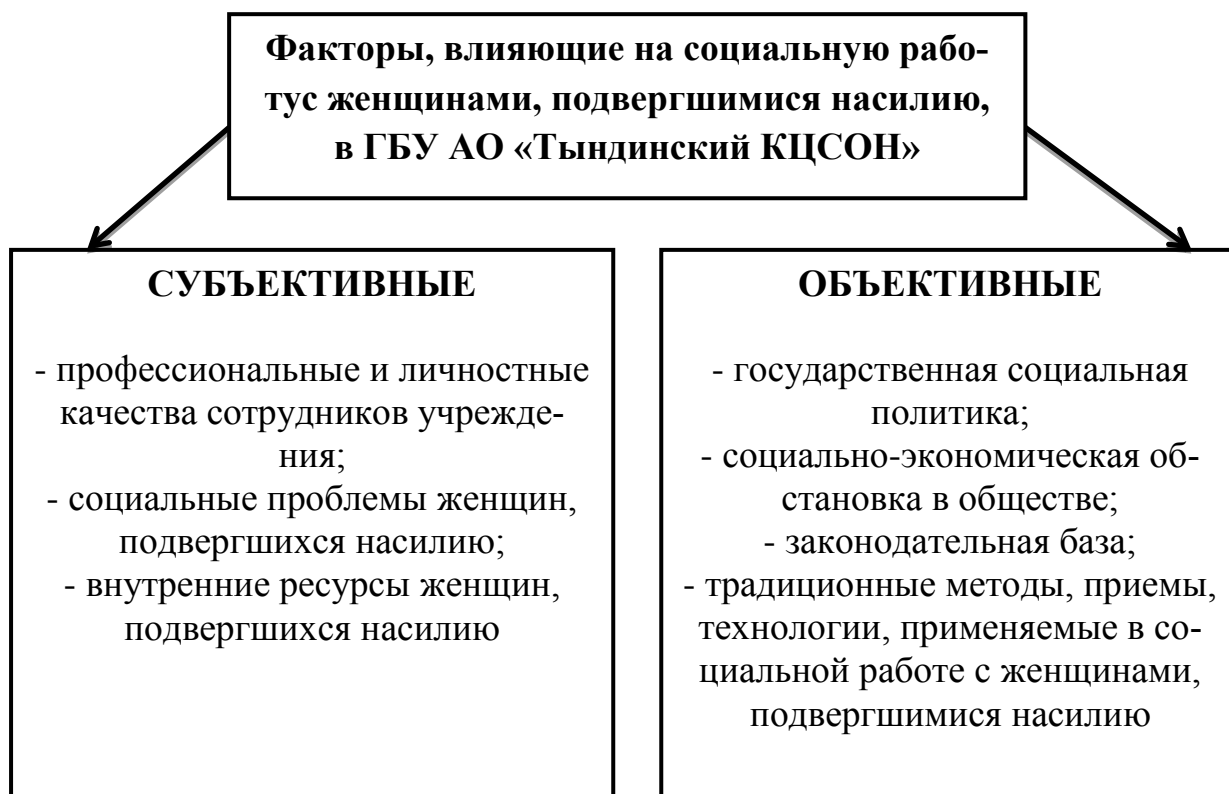 Факторы, влияющие на социальную рабо-
тус женщинами, подвергшимися насилию,
в ГБУ АО «Тындинский КЦСОН»
СУБЪЕКТИВНЫЕ
- профессиональные и личностные
качества сотрудников учрежде-
ния;
- социальные проблемы женщин,
подвергшихся насилию;
- внутренние ресурсы женщин,
подвергшихся насилию
ОБЪЕКТИВНЫЕ
- государственная социальная
политика;
- социально-экономическая об-
становка в обществе;
- законодательная база;
- традиционные методы, приемы,
технологии, применяемые в со-
циальной работе с женщинами,
подвергшимися насилию